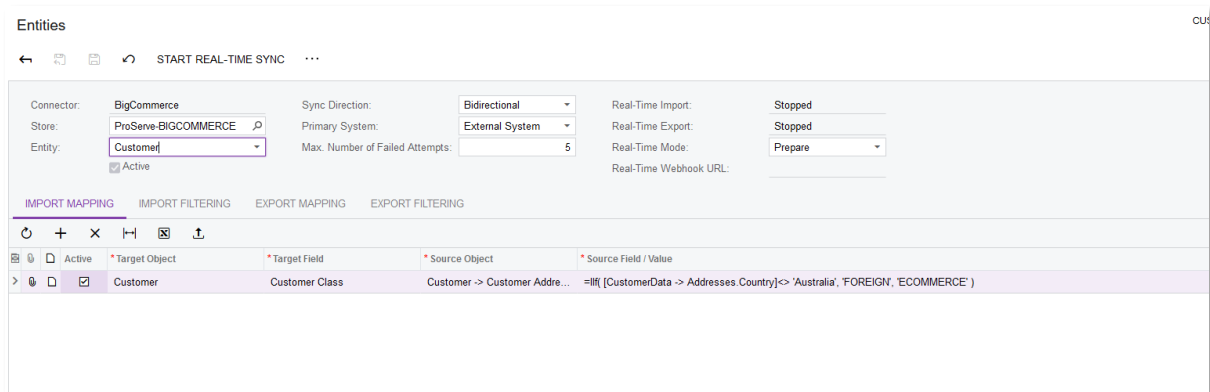 Entities
CUS
START REAL-TIME SYNC ...
Connector: BigCommerce Sync Direction: Bidirectional Real-Time Import: Stopped
Store: ProServe-BIGCOMMERCE Primary System: External System Real-Time Export: Stopped
Entity: Customer Max. Number of Failed Attempts: 5 Real-Time Mode: Prepare
Active Real-Time Webhook URL:
IMPORT MAPPING IMPORT FILTERING EXPORT MAPPING EXPORT FILTERING
Active *Target Object *Target Field *Source Object *Source Field / Value
Customer Customer Class Customer -> Customer Addre... =IIf( [CustomerData -> Addresses.Country]<> 'Australia', 'FOREIGN', 'ECOMMERCE' )